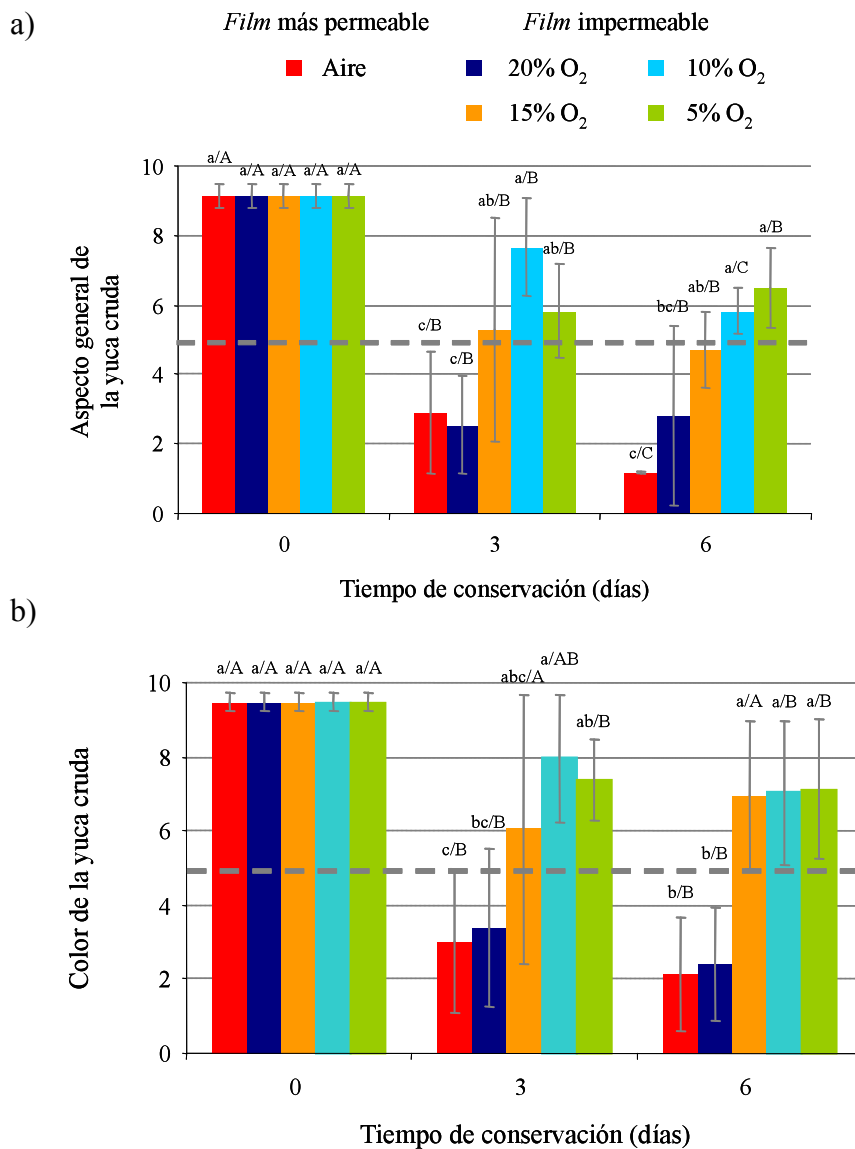 a)
Film más permeable Film impermeable
Aire 20% O2 10% O2
15% O2 5% O2
10
8
6
4
2
0
Aspecto general de
la yuca cruda
a/A a/A a/A a/A a/A
c/B c/B ab/B a/B ab/B
c/C bc/B ab/B a/C a/B
0 3 6
Tiempo de conservación (días)
b)
10
8
6
4
2
0
Color de la yuca cruda
a/A a/A a/A a/A a/A
c/B bc/B abc/A a/AB ab/B
b/B b/B a/A a/B a/B
0 3 6
Tiempo de conservación (días)